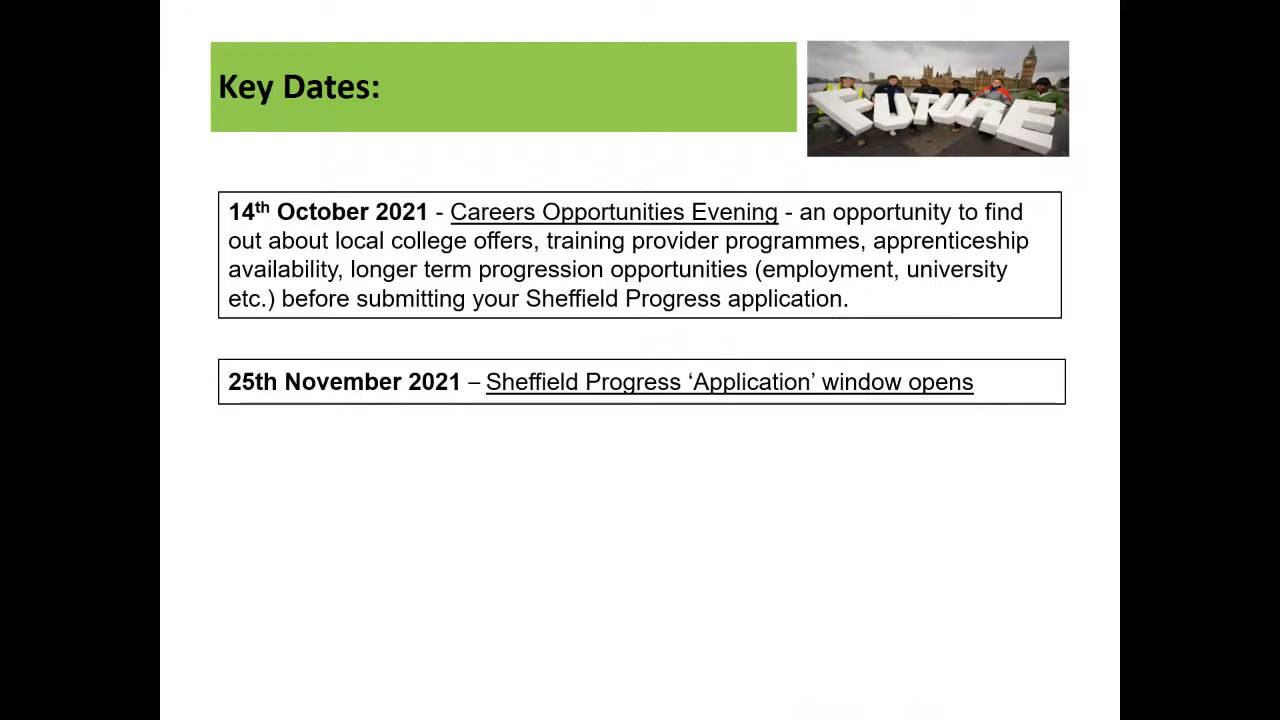 Key Dates:
FUTURE
14th October 2021 - Careers Opportunities Evening - an opportunity to find
out about local college offers, training provider programmes, apprenticeship
availability, longer term progression opportunities (employment, university
etc.) before submitting your Sheffield Progress application.
25th November 2021 – Sheffield Progress ‘Application’ window opens